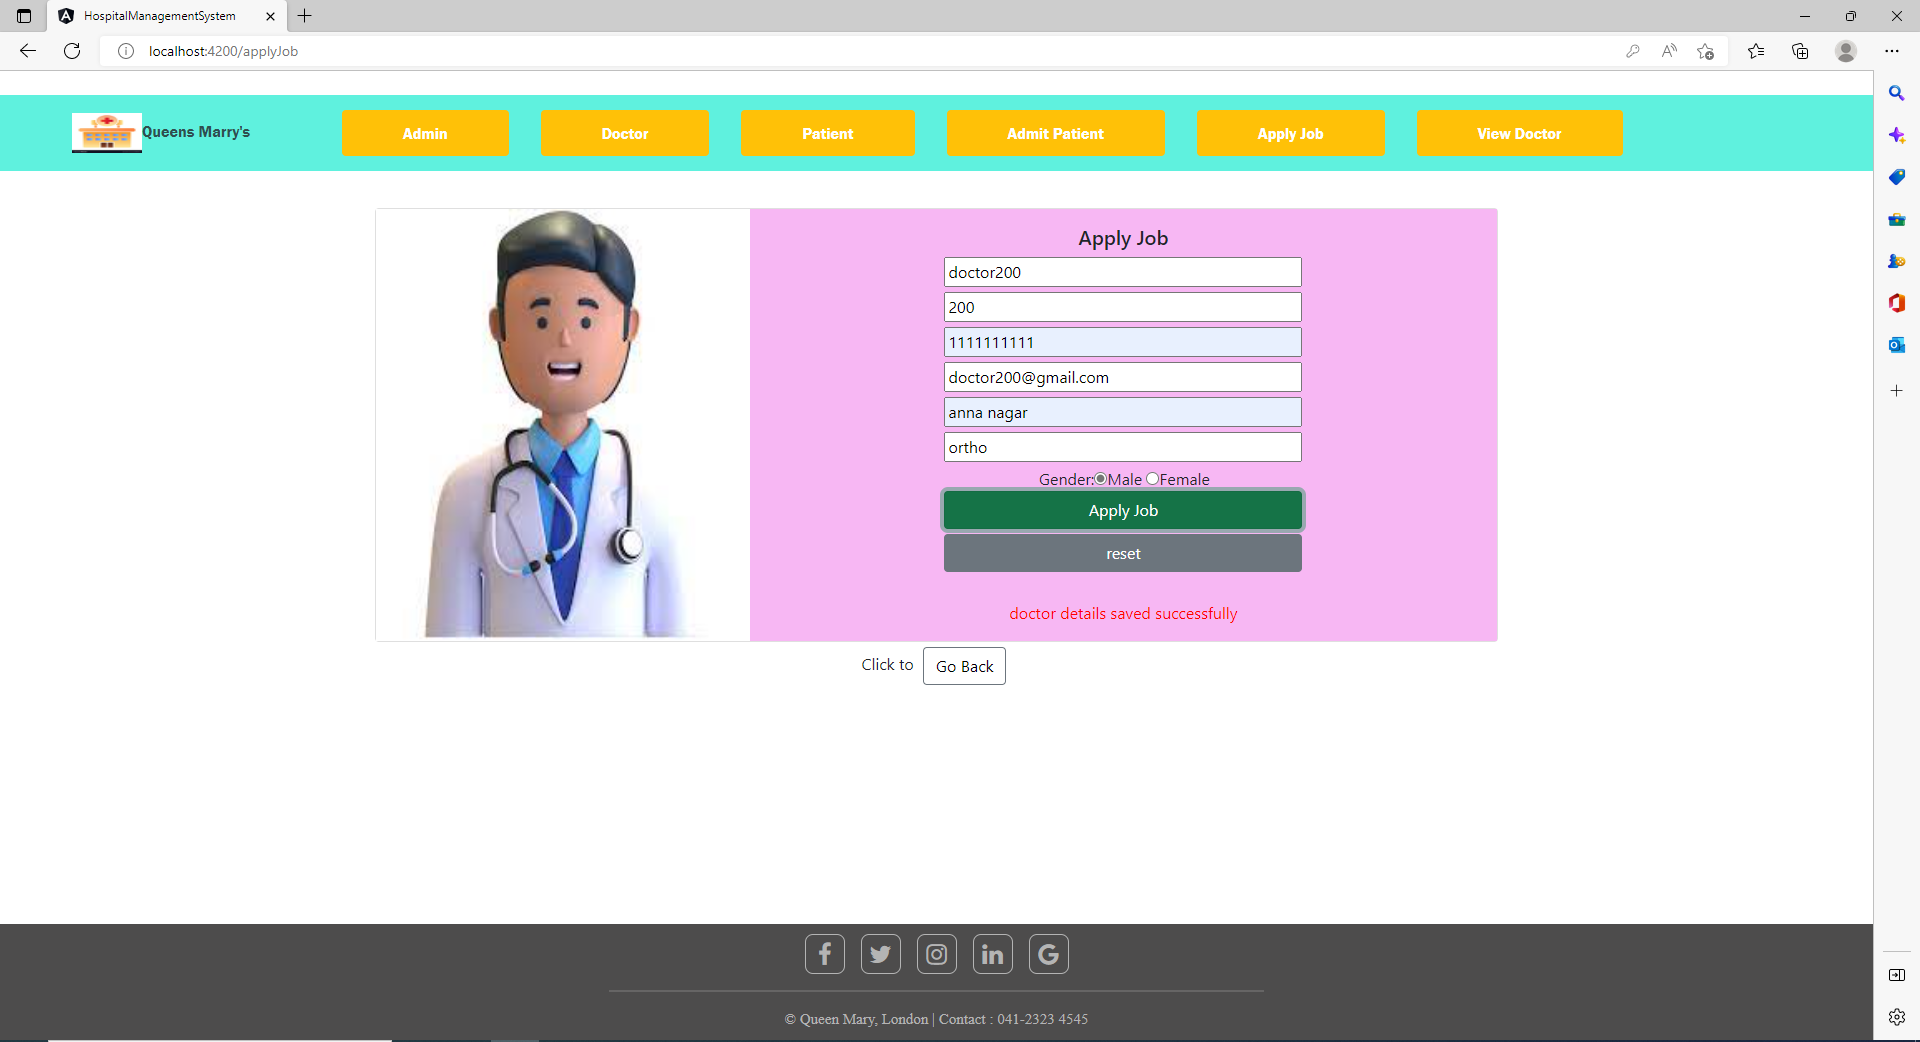 HospitalManagementSystem
localhost:4200/applyJob
Queens Marry's
Admin
Doctor
Patient
Admit Patient
Apply Job
View Doctor
Apply Job
doctor200
200
1111111111
doctor200@gmail.com
anna nagar
ortho
Gender: Male Female
Apply Job
reset
doctor details saved successfully
Click to Go Back
© Queen Mary, London | Contact : 041-2323 4545